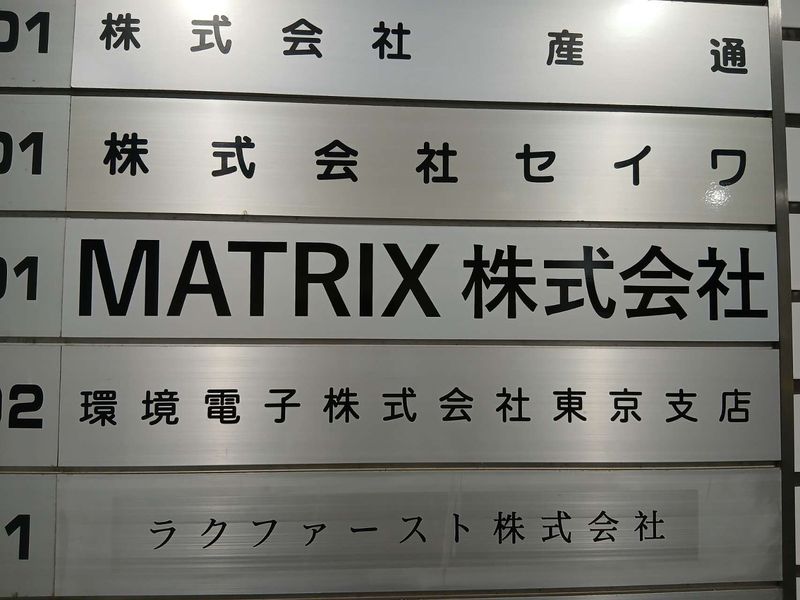 01 株式会社 産通
01 株式会社セイワ
01 MATRIX 株式会社
02 環境電子株式会社東京支店
1 ラクファースト株式会社